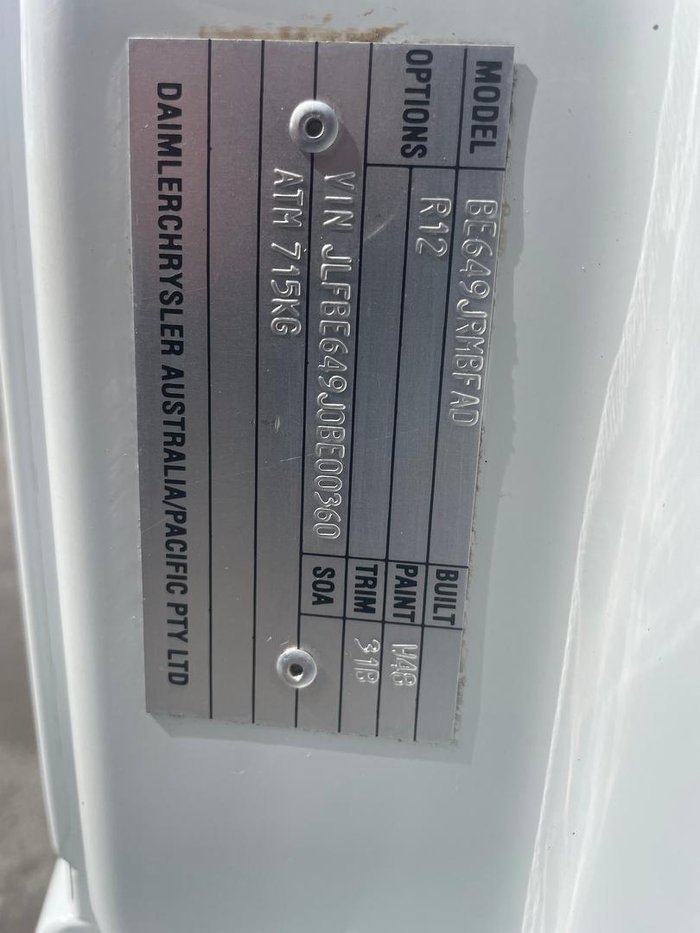 MODEL BE649JRMBFAD BUILT
OPTIONS R12 PAINT W48
TRIM 31B
VIN JLFBE649J0BE00360 SOA
ATM 715KG
DAIMLERCHRYSLER AUSTRALIA/PACIFIC PTY LTD